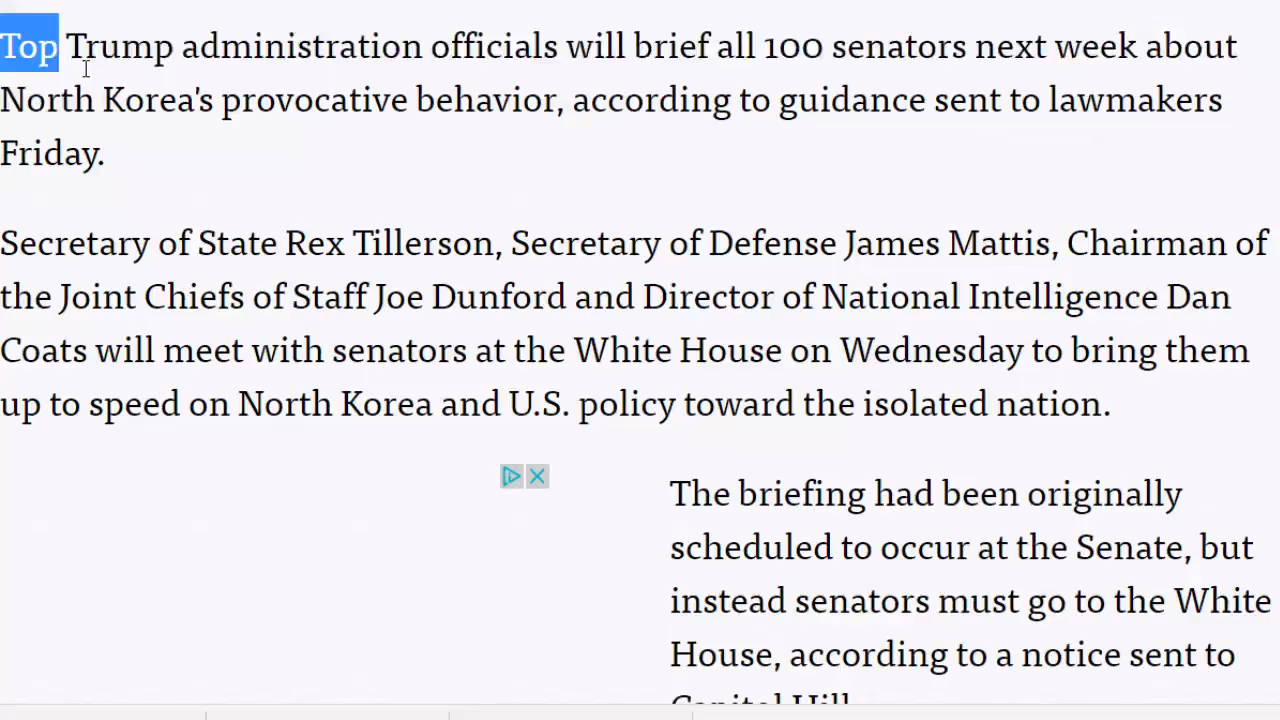 Top Trump administration officials will brief all 100 senators next week about
North Korea's provocative behavior, according to guidance sent to lawmakers
Friday.
Secretary of State Rex Tillerson, Secretary of Defense James Mattis, Chairman of
the Joint Chiefs of Staff Joe Dunford and Director of National Intelligence Dan
Coats will meet with senators at the White House on Wednesday to bring them
up to speed on North Korea and U.S. policy toward the isolated nation.
The briefing had been originally
scheduled to occur at the Senate, but
instead senators must go to the White
House, according to a notice sent to
Capitol Hill